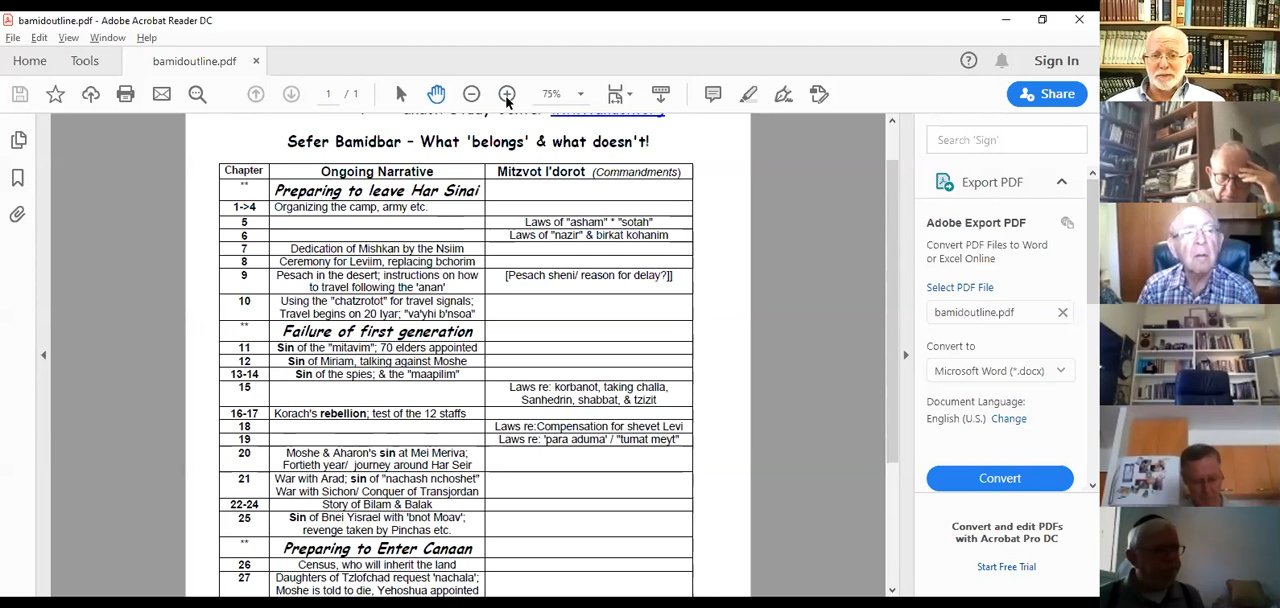 bamidoutline.pdf - Adobe Acrobat Reader DC
File Edit View Window Help
Home Tools bamidoutline.pdf × Sign In
1 / 1 75% Share
Sefer Bamidbar – What 'belongs' & what doesn't!
Chapter Ongoing Narrative Mitzvot l'dorot (Commandments)
** Preparing to leave Har Sinai
1->4 Organizing the camp, army etc.
5 Laws of "asham" * "sotah"
6 Laws of "nazir" & birkat kohanim
7 Dedication of Mishkan by the Nsiim
8 Ceremony for Leviim, replacing bchorim
9 Pesach in the desert; instructions on how [Pesach sheni/ reason for delay?]]
to travel following the 'anan'
10 Using the "chatzrotot" for travel signals;
Travel begins on 20 Iyar; "va'yhi b'nsoa"
** Failure of first generation
11 Sin of the "mitavim"; 70 elders appointed
12 Sin of Miriam, talking against Moshe
13-14 Sin of the spies; & the "maapilim"
15 Laws re: korbanot, taking challa,
Sanhedrin, shabbat, & tzizit
16-17 Korach's rebellion; test of the 12 staffs
18 Laws re:Compensation for shevet Levi
19 Laws re: 'para aduma' / "tumat meyt"
20 Moshe & Aharon's sin at Mei Meriva;
Fortieth year/ journey around Har Seir
21 War with Arad; sin of "nachash nchoshet"
War with Sichon/ Conquer of Transjordan
22-24 Story of Bilam & Balak
25 Sin of Bnei Yisrael with 'bnot Moav';
revenge taken by Pinchas etc.
** Preparing to Enter Canaan
26 Census, who will inherit the land
27 Daughters of Tzlofchad request 'nachala';
Moshe is told to die, Yehoshua appointed
Search 'Sign'
Export PDF
Adobe Export PDF
Convert PDF Files to Word
or Excel Online
Select PDF File
bamidoutline.pdf ×
Convert to
Microsoft Word (*.docx)
Document Language:
English (U.S.) Change
Convert
Convert and edit PDFs
with Acrobat Pro DC
Start Free Trial